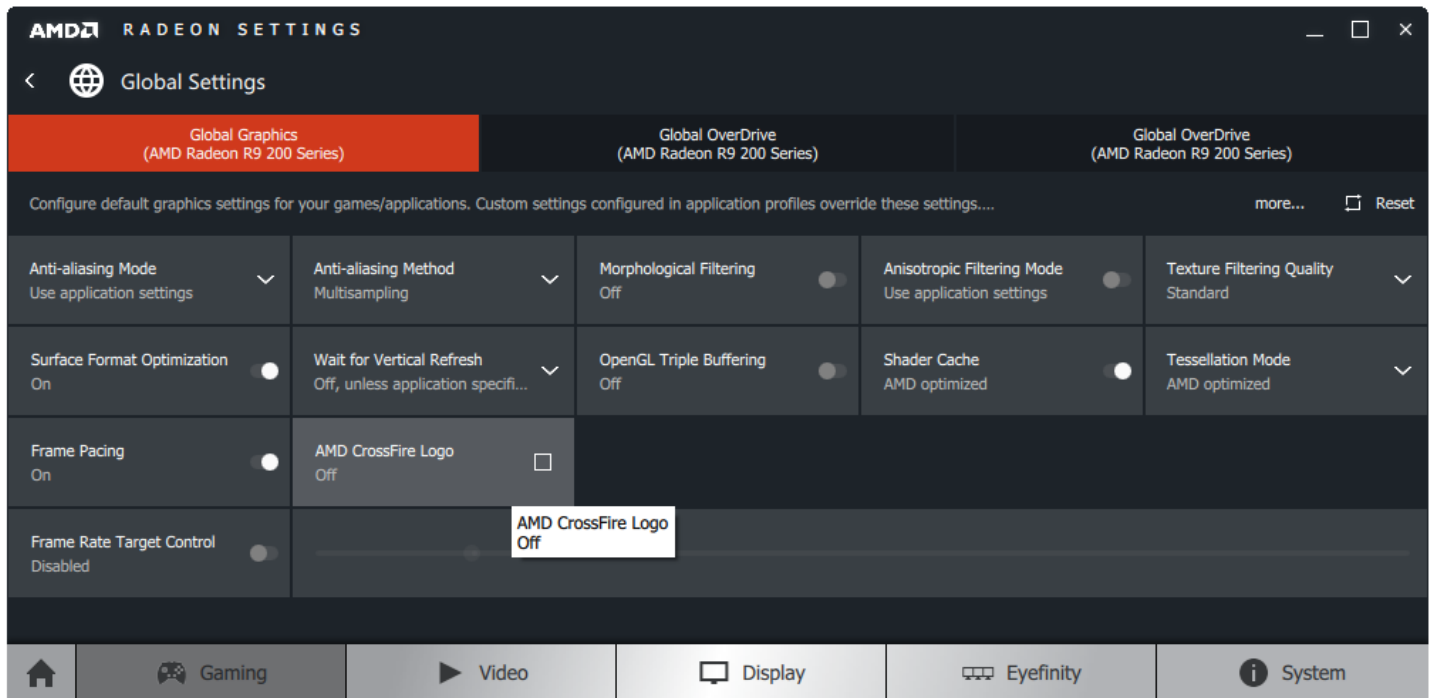 AMD RADEON SETTINGS
Global Settings
Global Graphics
(AMD Radeon R9 200 Series)
Global OverDrive
(AMD Radeon R9 200 Series)
Global OverDrive
(AMD Radeon R9 200 Series)
Configure default graphics settings for your games/applications. Custom settings configured in application profiles override these settings....
more...
Reset
Anti-aliasing Mode
Use application settings
Anti-aliasing Method
Multisampling
Morphological Filtering
Off
Anisotropic Filtering Mode
Use application settings
Texture Filtering Quality
Standard
Surface Format Optimization
On
Wait for Vertical Refresh
Off, unless application specifi...
OpenGL Triple Buffering
Off
Shader Cache
AMD optimized
Tessellation Mode
AMD optimized
Frame Pacing
On
AMD CrossFire Logo
Off
AMD CrossFire Logo
Off
Frame Rate Target Control
Disabled
Gaming
Video
Display
Eyefinity
System